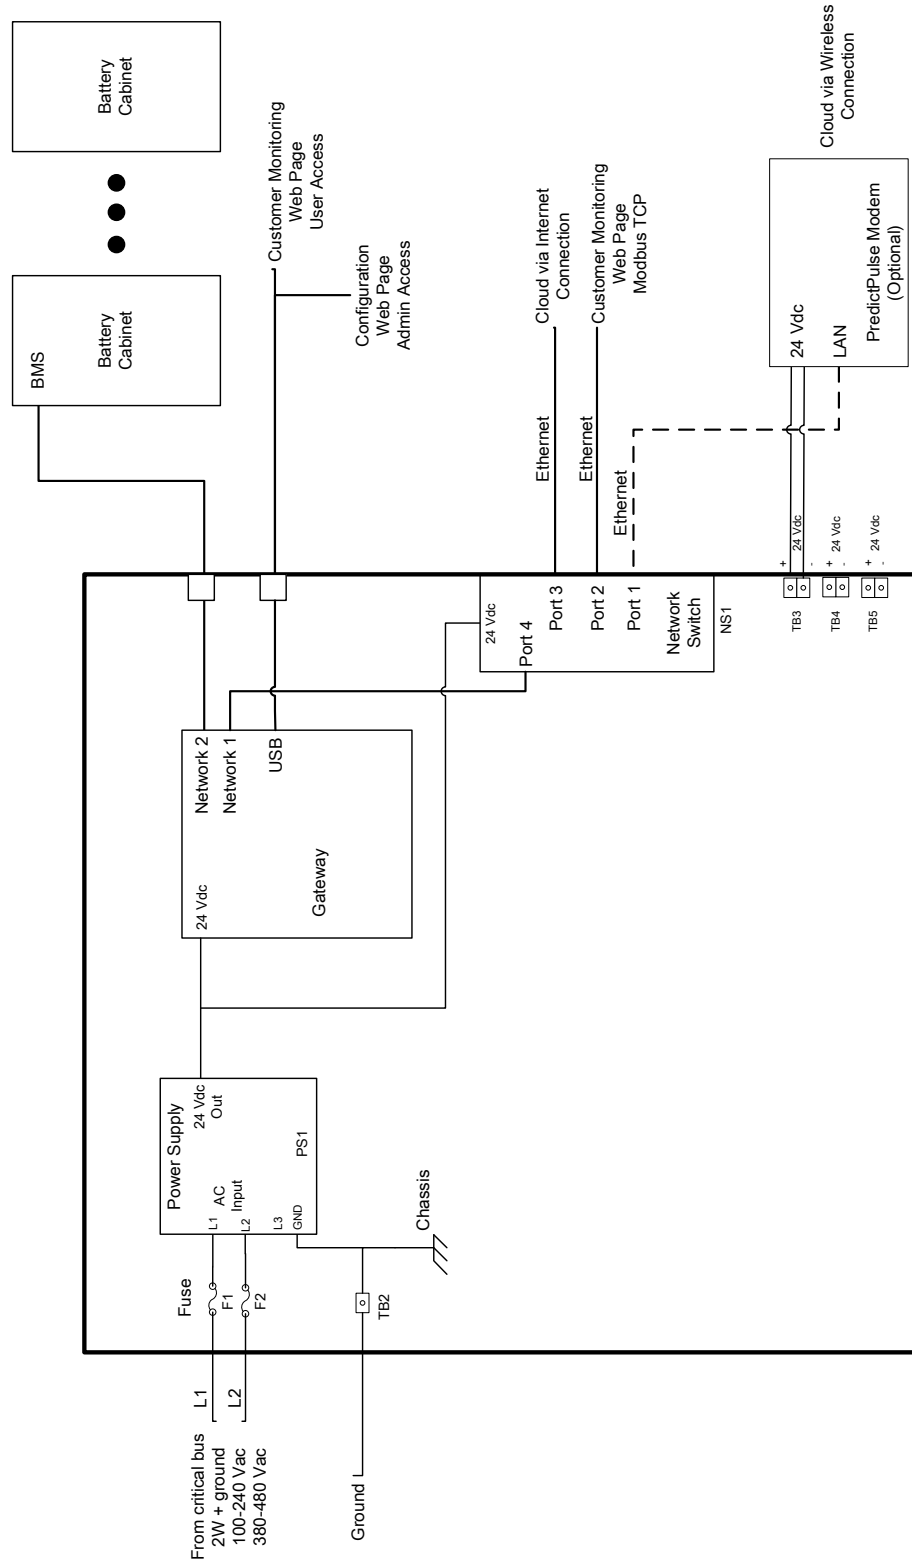 From critical bus
2W + ground
100-240 Vac
380-480 Vac
L1
L2
Ground
Fuse
F1
F2
TB2
Chassis
Power Supply
24 Vdc
Out
AC
Input
L1
L2
L3
GND
PS1
24 Vdc
Gateway
Network 2
Network 1
USB
24 Vdc
Port 4
Port 3
Port 2
Port 1
Network
Switch
NS1
TB3
TB4
TB5
+
24 Vdc
-
+
24 Vdc
-
+
24 Vdc
-
Ethernet
Ethernet
Ethernet
BMS
Battery
Cabinet
Battery
Cabinet
Customer Monitoring
Web Page
User Access
Configuration
Web Page
Admin Access
Cloud via Internet
Connection
Customer Monitoring
Web Page
Modbus TCP
24 Vdc
LAN
PredictPulse Modem
(Optional)
Cloud via Wireless
Connection